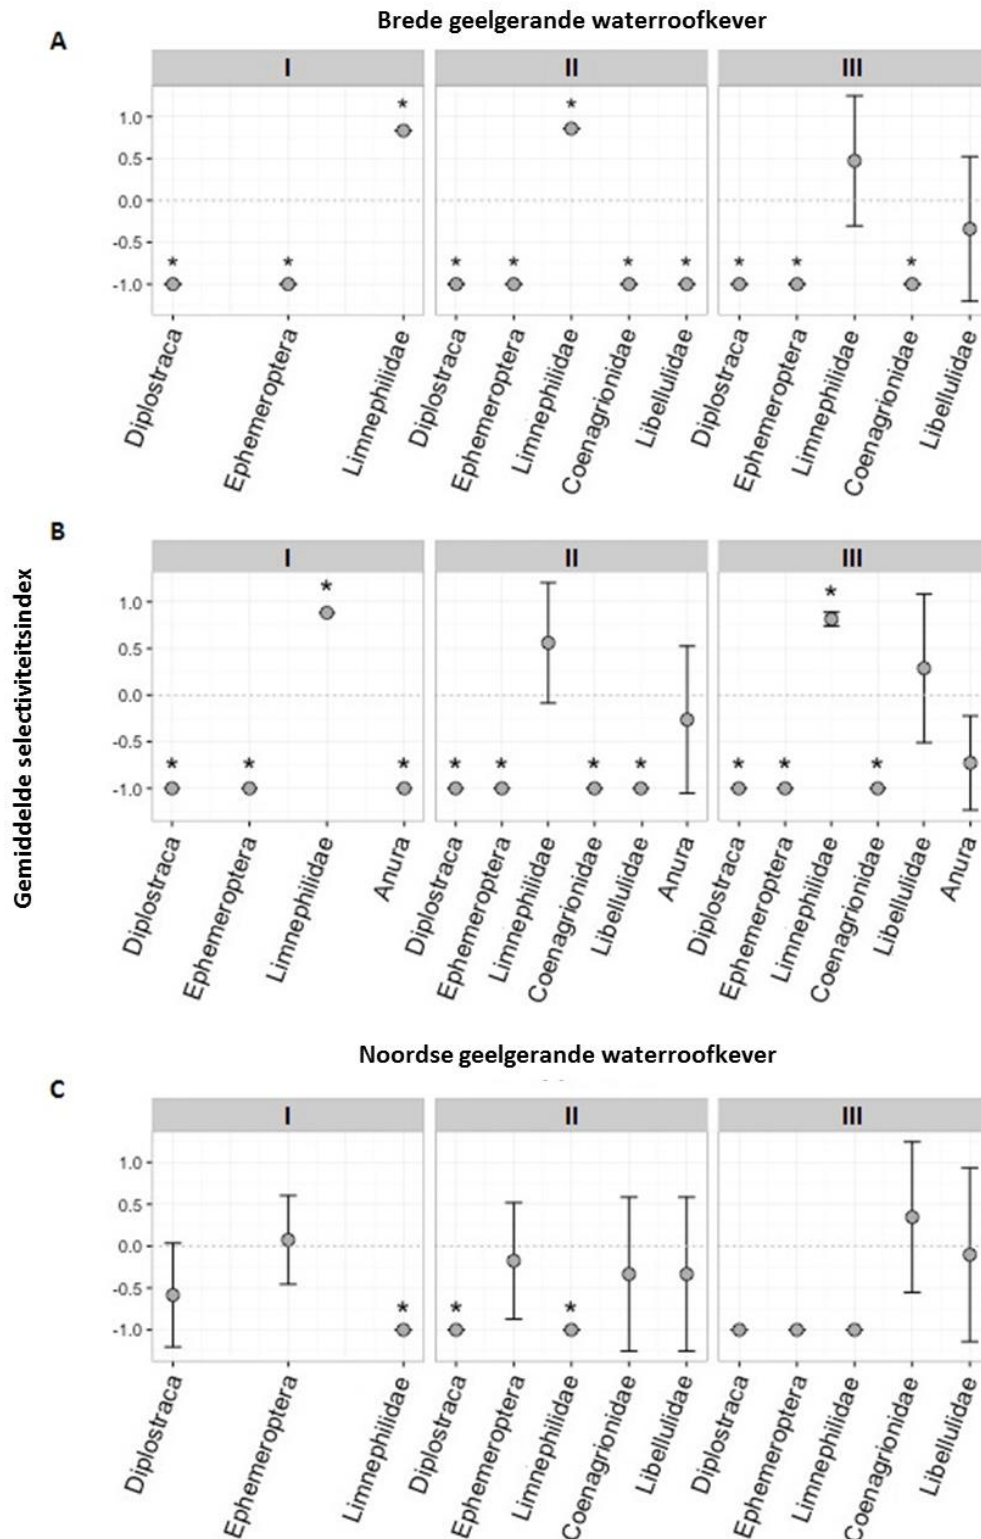 Brede geelgerande waterroofkever
A
I II III
* * *
1.0
0.5
0.0
-0.5
* * * * * * * * *
-1.0
Diplostraca Ephemeroptera Limnephilidae Diplostraca Ephemeroptera Limnephilidae Coenagrionidae Libellulidae Diplostraca Ephemeroptera Limnephilidae Coenagrionidae Libellulidae
B
Gemiddelde selectiviteitsindex
I II III
* *
1.0
0.5
0.0
-0.5
* * * * * * * * * *
-1.0
Diplostraca Ephemeroptera Limnephilidae Anura Diplostraca Ephemeroptera Limnephilidae Coenagrionidae Libellulidae Anura Diplostraca Ephemeroptera Limnephilidae Coenagrionidae Libellulidae Anura
Noordse geelgerande waterroofkever
C
I II III
1.0
0.5
0.0
-0.5
* * *
-1.0
Diplostraca Ephemeroptera Limnephilidae Diplostraca Ephemeroptera Limnephilidae Coenagrionidae Libellulidae Diplostraca Ephemeroptera Limnephilidae Coenagrionidae Libellulidae